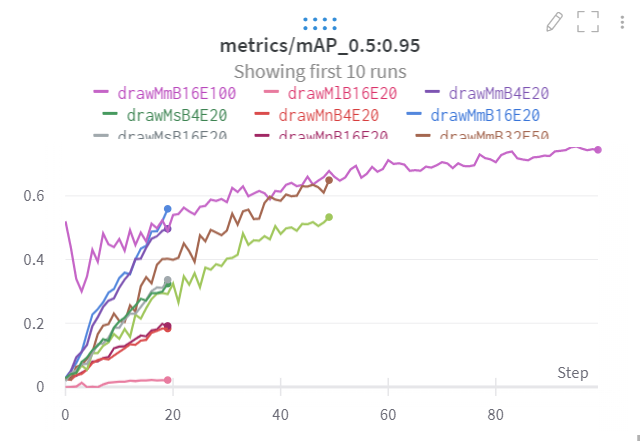 metrics/mAP_0.5:0.95
Showing first 10 runs
drawMmB16E100 drawMlB16E20 drawMmB4E20
drawMsB4E20 drawMnB4E20 drawMmB16E20
drawMsB16E20 drawMnB16E20 drawMmB32E50
0.6
0.4
0.2
0
Step
0 20 40 60 80